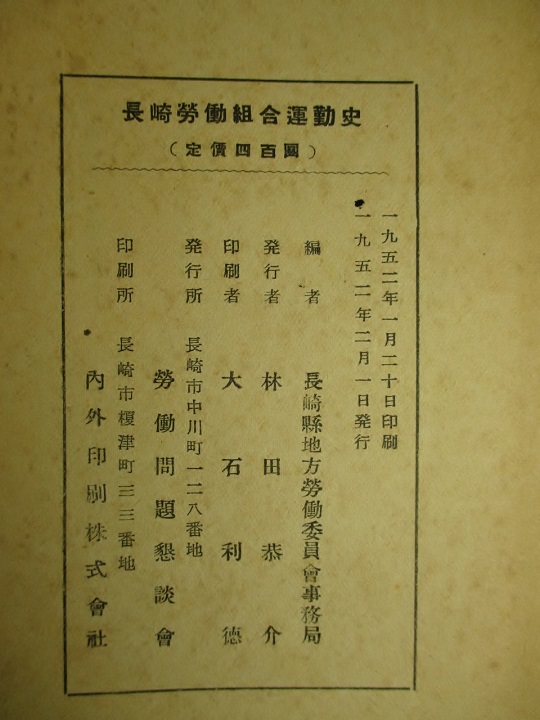 長崎勞働組合運動史
(定價四百圓)
一九五二年一月二十日印刷
一九五二年二月一日発行
編者 長崎縣地方勞働委員會事務局
発行者 林田恭介
印刷者 大石利德
発行所 長崎市中川町一二八番地
勞働問題懇談會
印刷所 長崎市榎津町三三番地
內外印刷株式會社